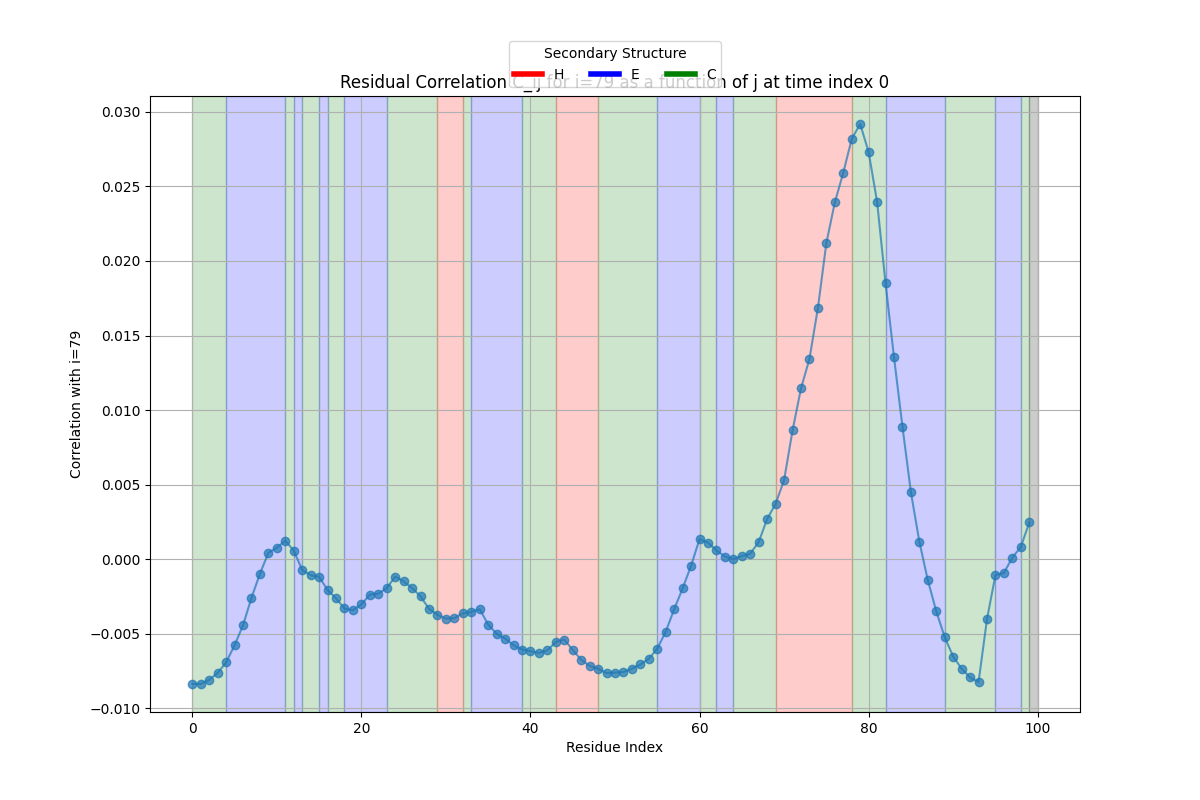 Secondary Structure
H E C
Residual Correlation C_ij for i=79 as a function of j at time index 0
0.030
0.025
0.020
0.015
0.010
0.005
0.000
−0.005
−0.010
Correlation with i=79
0 20 40 60 80 100
Residue Index